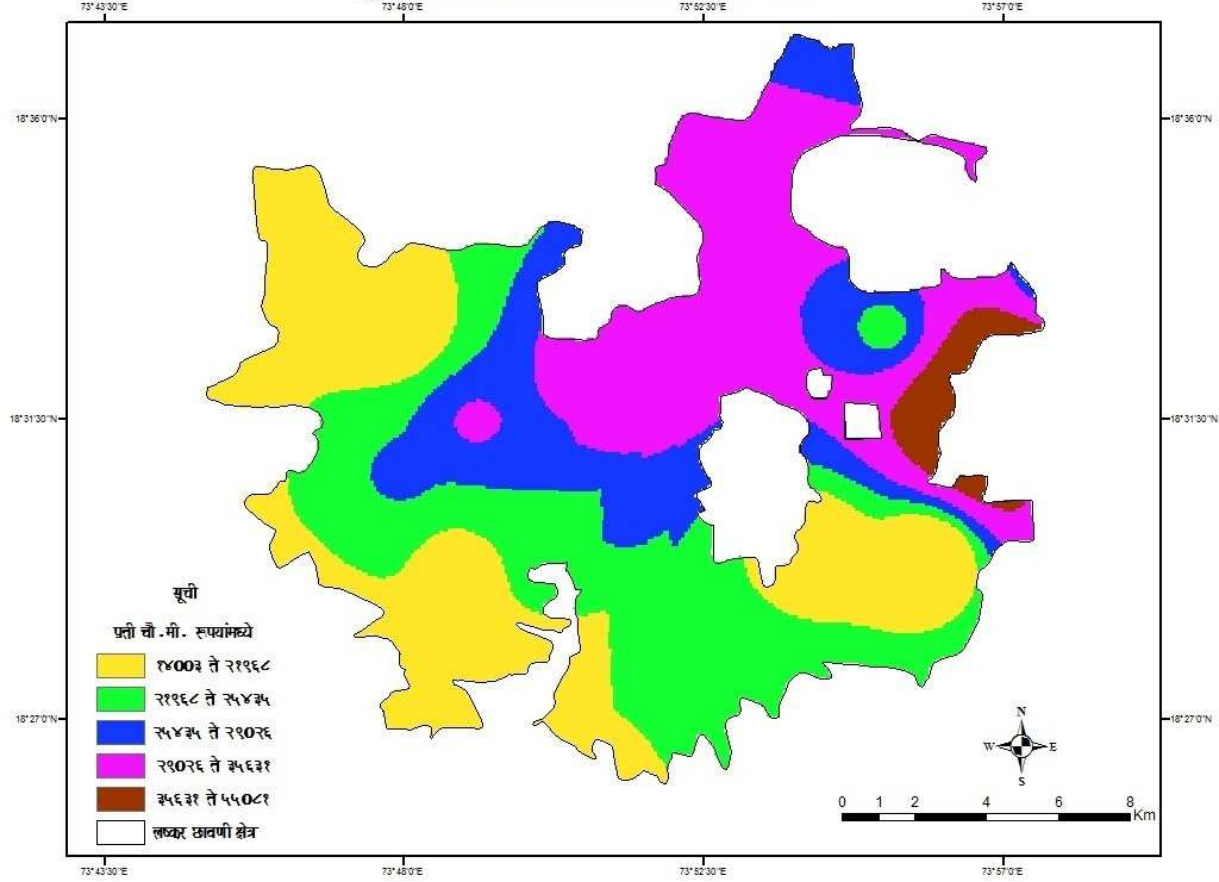 73°43'30"E 73°48'0"E 73°52'30"E 73°57'0"E
18°36'0"N 18°36'0"N
18°31'30"N 18°31'30"N
सूची
प्रती चौ.मी. रूपयांमध्ये
१४००३ ते २१९६८
२१९६८ ते २५४३५
18°27'0"N 18°27'0"N
२५४३५ ते २९०२६
२९०२६ ते ३५६३१
३५६३१ ते ५५०८१
लष्कर छावणी क्षेत्र
N
W E
S
0 1 2 4 6 8
Km
73°43'30"E 73°48'0"E 73°52'30"E 73°57'0"E